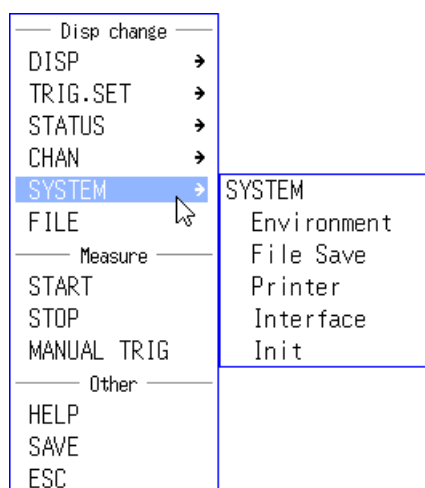 Disp change
DISP
TRIG.SET
STATUS
CHAN
SYSTEM
FILE
Measure
START
STOP
MANUAL TRIG
Other
HELP
SAVE
ESC
SYSTEM
Environment
File Save
Printer
Interface
Init